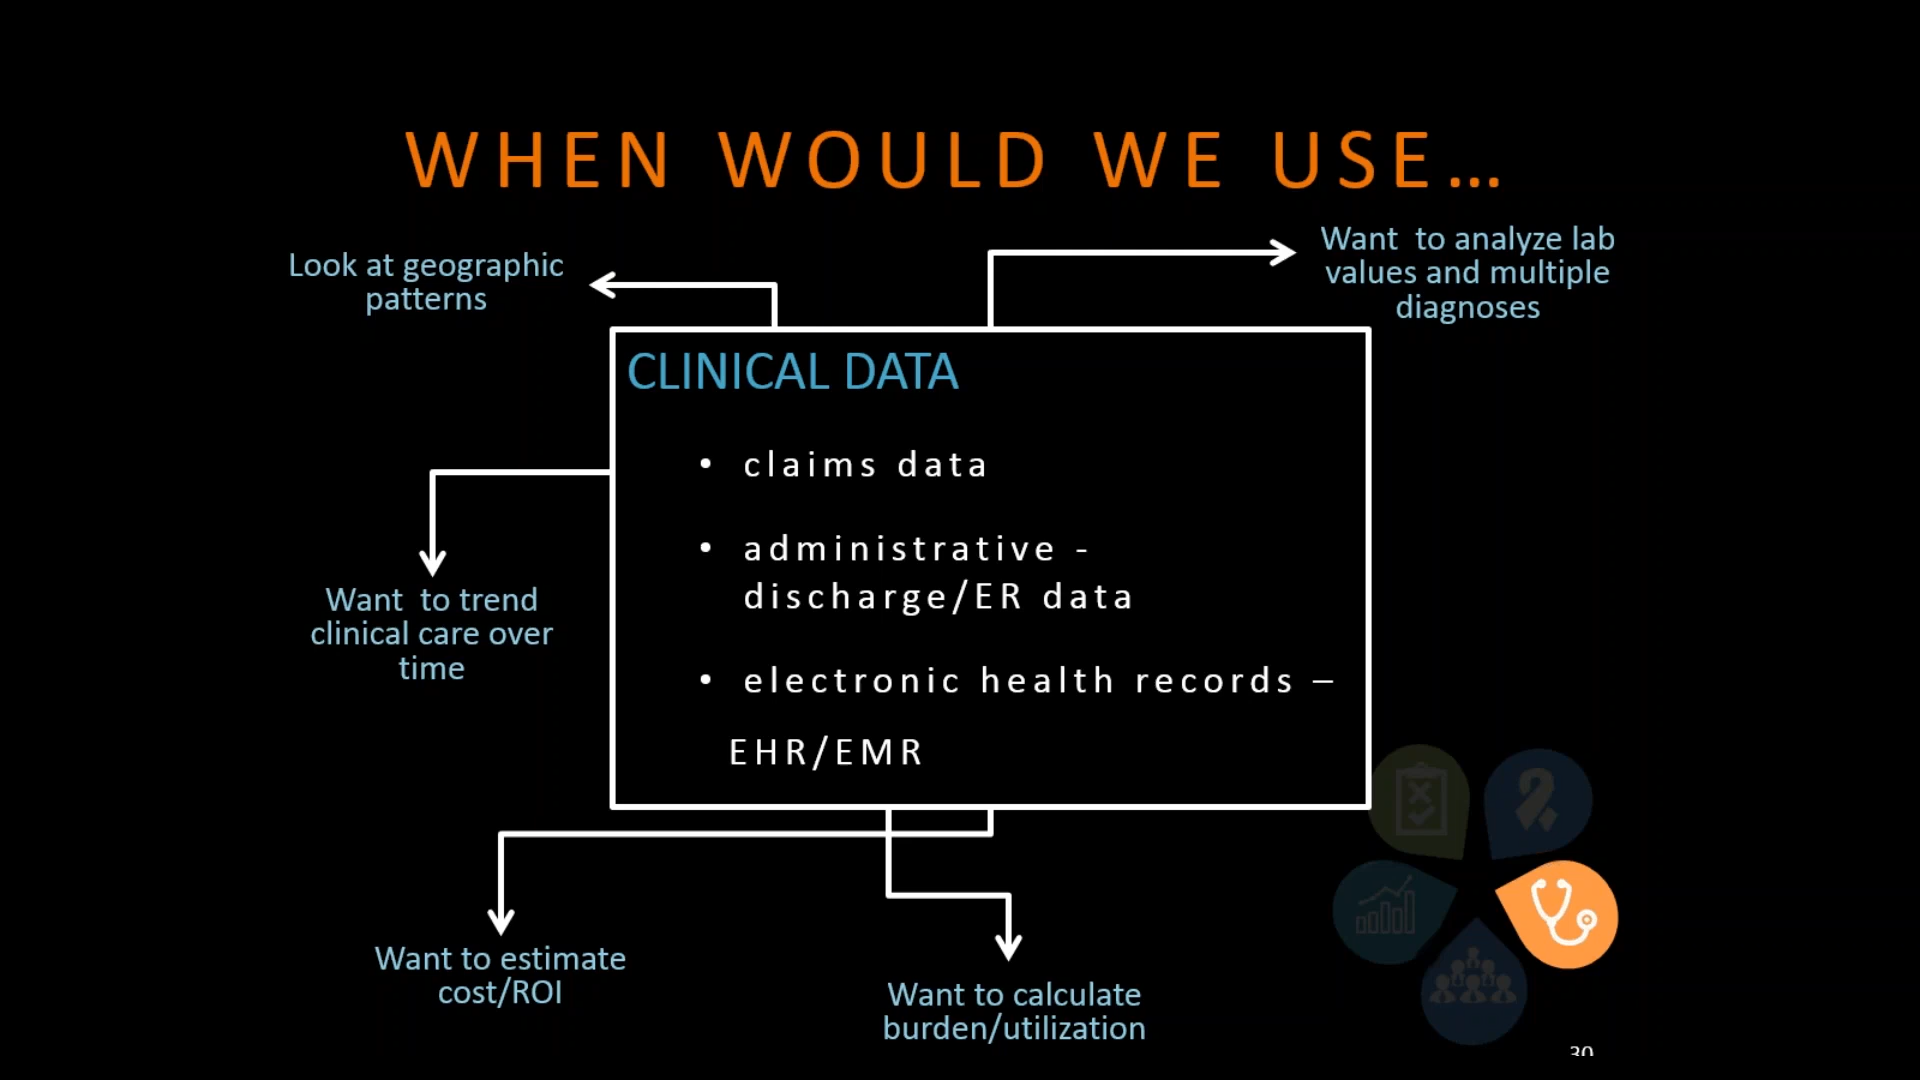 WHEN WOULD WE USE...
Look at geographic
patterns
Want to analyze lab
values and multiple
diagnoses
CLINICAL DATA
• claims data
• administrative -
discharge/ER data
• electronic health records –
EHR/EMR
Want to trend
clinical care over
time
Want to estimate
cost/ROI
Want to calculate
burden/utilization
30